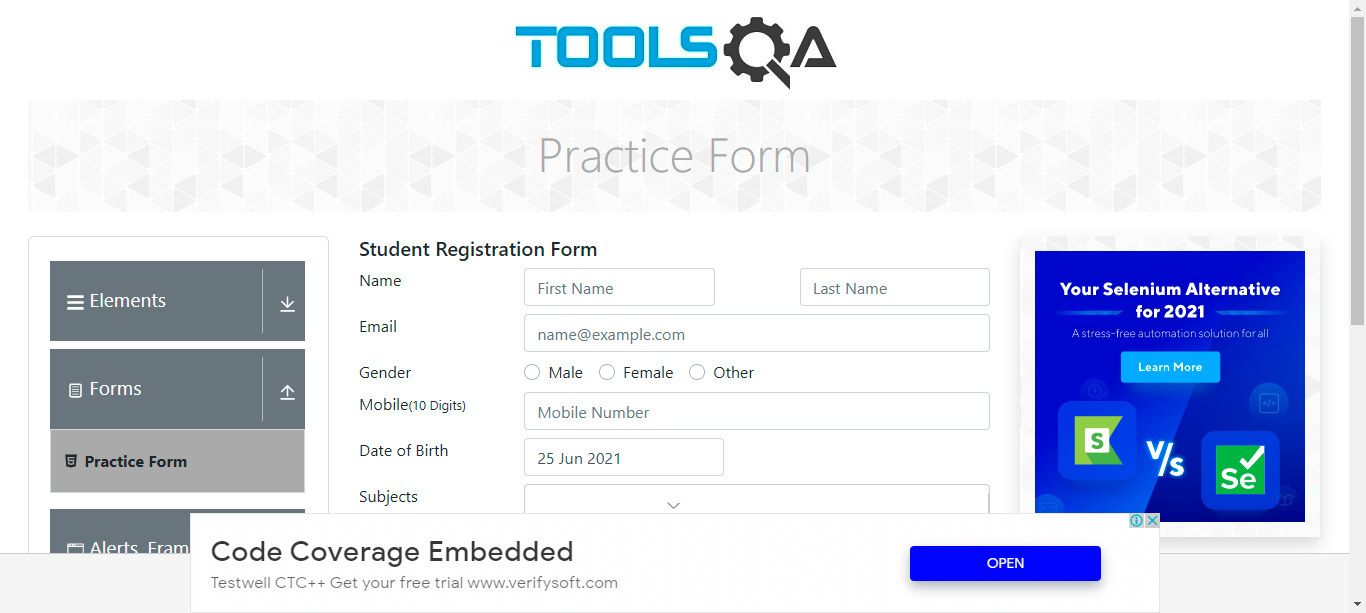 TOOLSQA
Practice Form
Elements
Forms
Practice Form
Alerts, Fram
Student Registration Form
Name
First Name
Last Name
Email
name@example.com
Gender
Male
Female
Other
Mobile(10 Digits)
Mobile Number
Date of Birth
25 Jun 2021
Subjects
Your Selenium Alternative
for 2021
A stress-free automation solution for all
Learn More
S
V/s
Se
Code Coverage Embedded
Testwell CTC++ Get your free trial www.verifysoft.com
OPEN